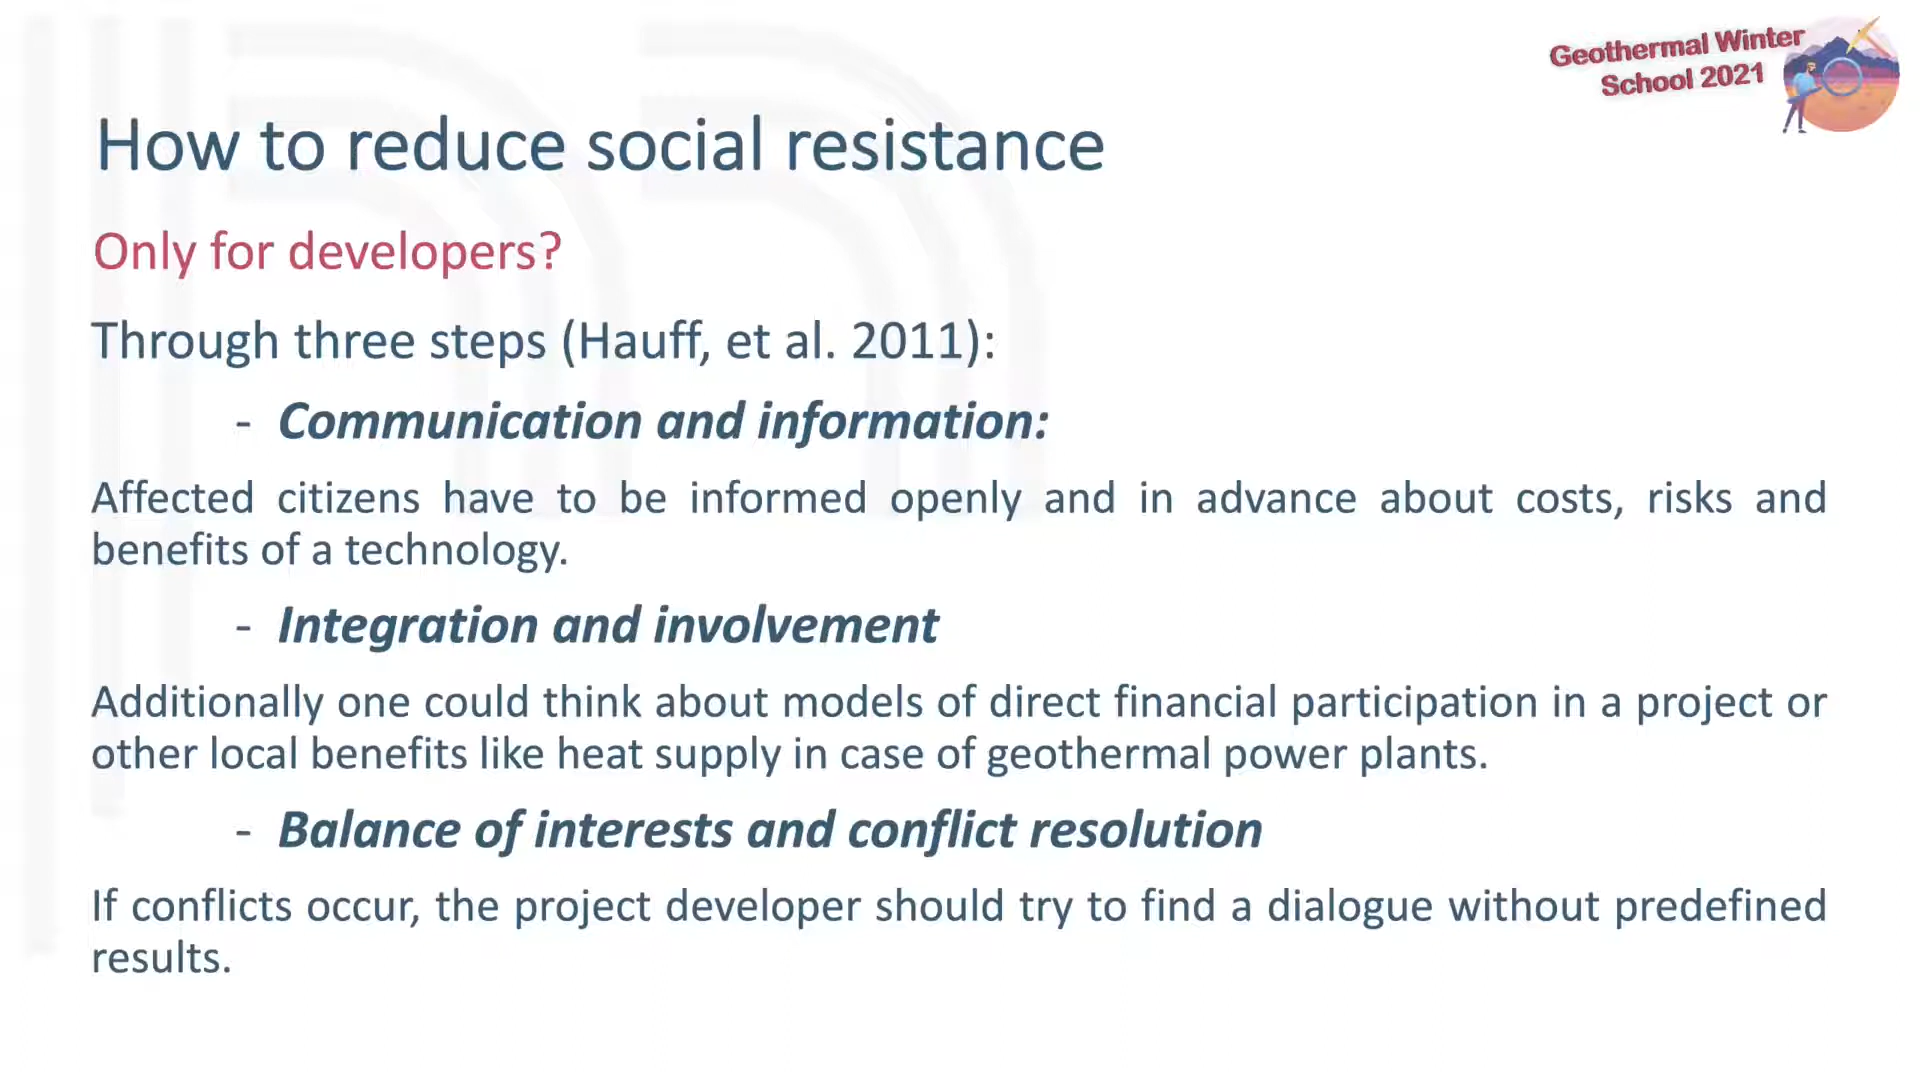 Geothermal Winter
School 2021
How to reduce social resistance
Only for developers?
Through three steps (Hauff, et al. 2011):
- Communication and information:
Affected citizens have to be informed openly and in advance about costs, risks and
benefits of a technology.
- Integration and involvement
Additionally one could think about models of direct financial participation in a project or
other local benefits like heat supply in case of geothermal power plants.
- Balance of interests and conflict resolution
If conflicts occur, the project developer should try to find a dialogue without predefined
results.